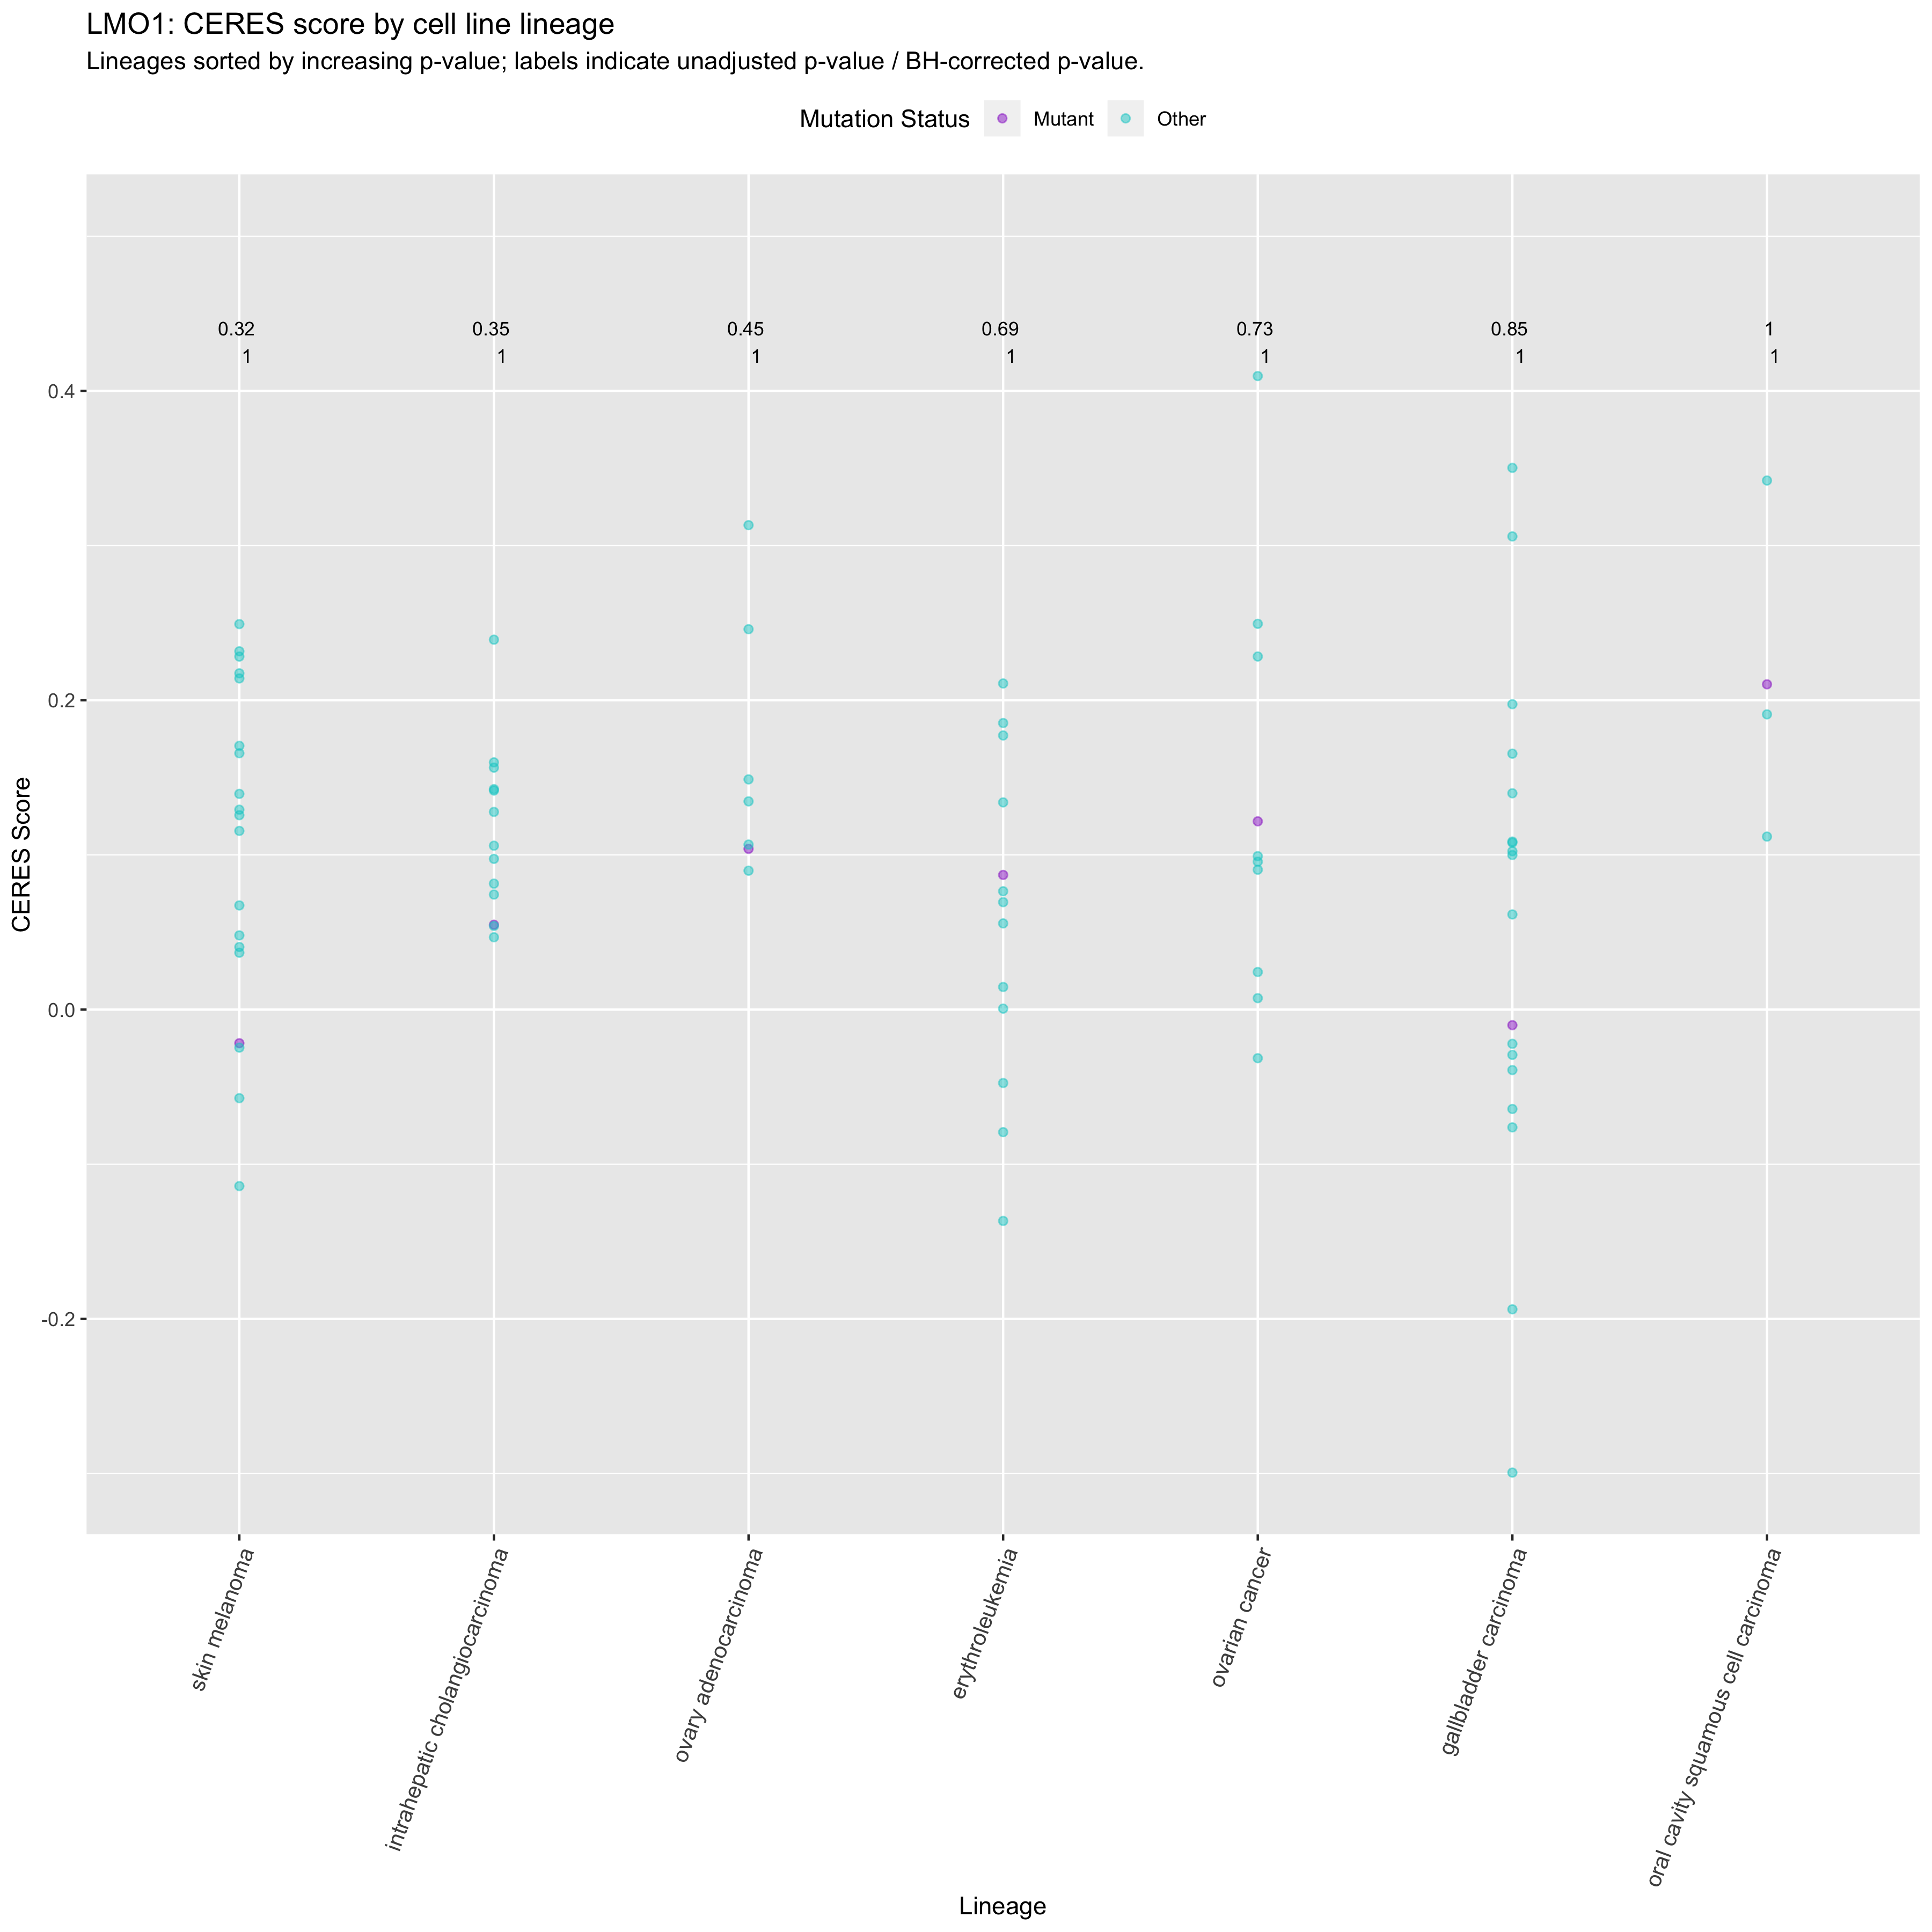 LMO1: CERES score by cell line lineage
Lineages sorted by increasing p-value; labels indicate unadjusted p-value / BH-corrected p-value.
Mutation Status Mutant Other
0.32 0.35 0.45 0.69 0.73 0.85 1
1 1 1 1 1 1 1
0.4
0.2
0.0
-0.2
CERES Score
skin melanoma
intrahepatic cholangiocarcinoma
ovary adenocarcinoma
erythroleukemia
ovarian cancer
gallbladder carcinoma
oral cavity squamous cell carcinoma
Lineage